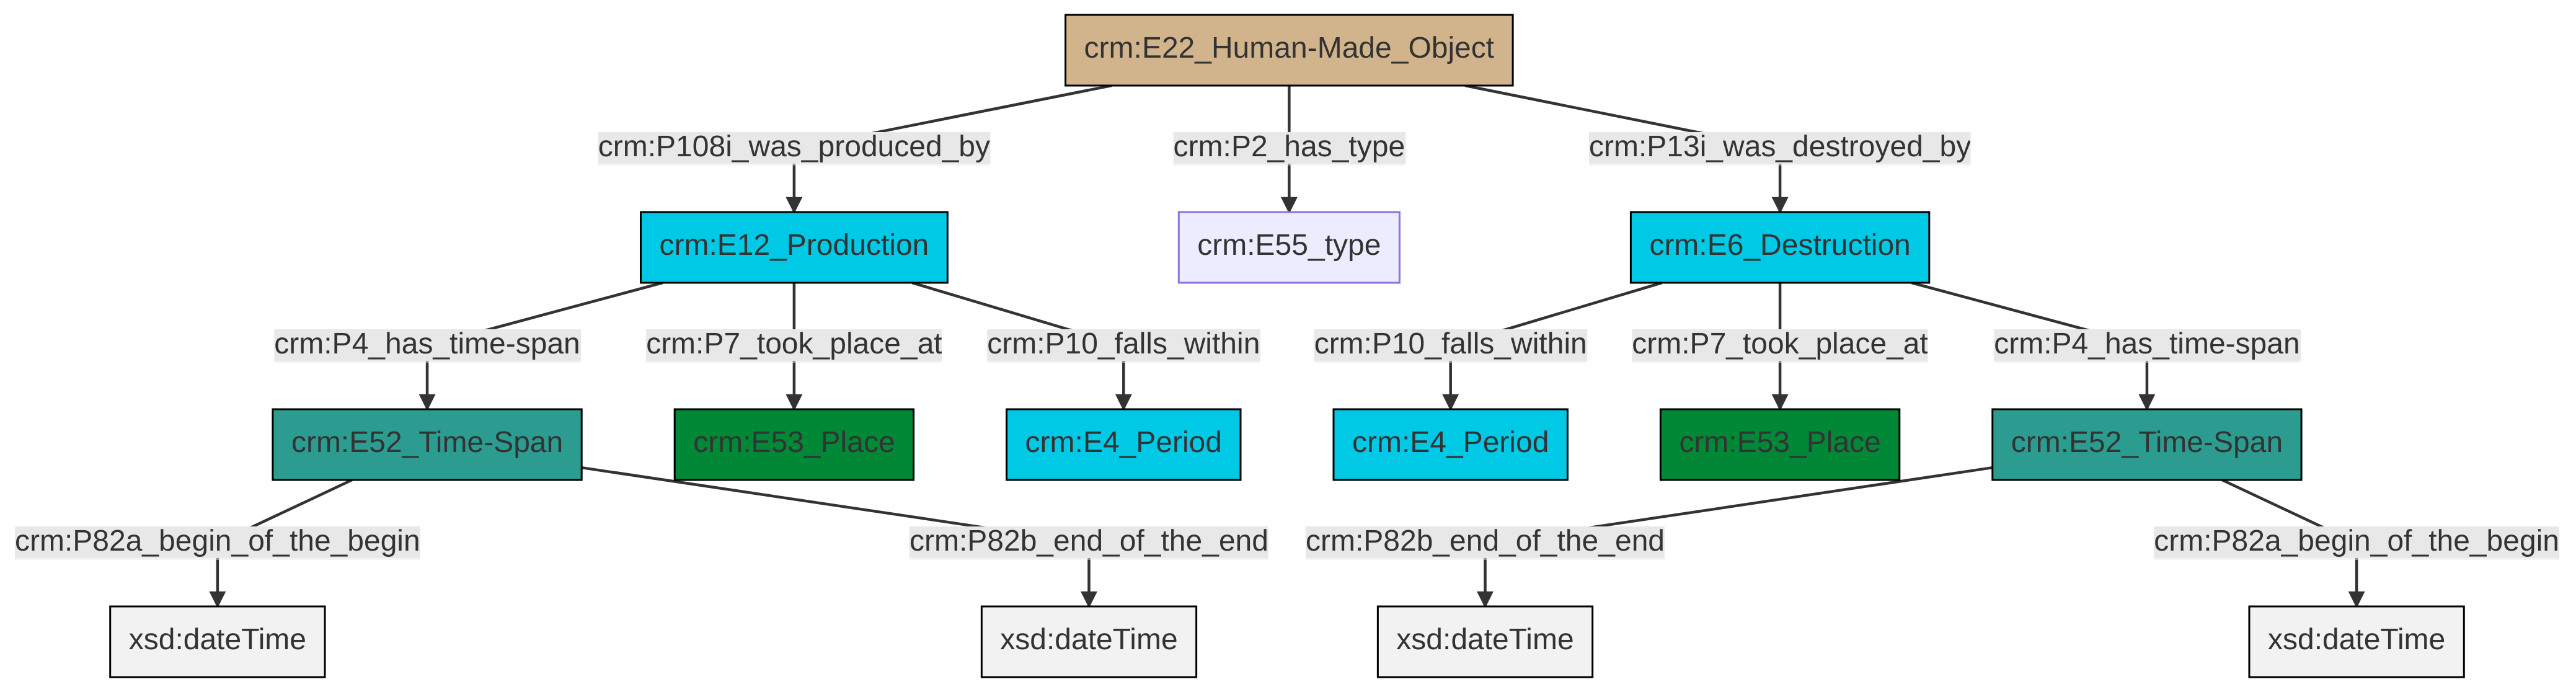 crm:E22_Human-Made_Object
crm:P108i_was_produced_by
crm:P2_has_type
crm:P13i_was_destroyed_by
crm:E12_Production
crm:E55_type
crm:E6_Destruction
crm:P4_has_time-span
crm:P7_took_place_at
crm:P10_falls_within
crm:P10_falls_within
crm:P7_took_place_at
crm:P4_has_time-span
crm:E52_Time-Span
crm:E53_Place
crm:E4_Period
crm:E4_Period
crm:E53_Place
crm:E52_Time-Span
crm:P82a_begin_of_the_begin
crm:P82b_end_of_the_end
crm:P82b_end_of_the_end
crm:P82a_begin_of_the_begin
xsd:dateTime
xsd:dateTime
xsd:dateTime
xsd:dateTime